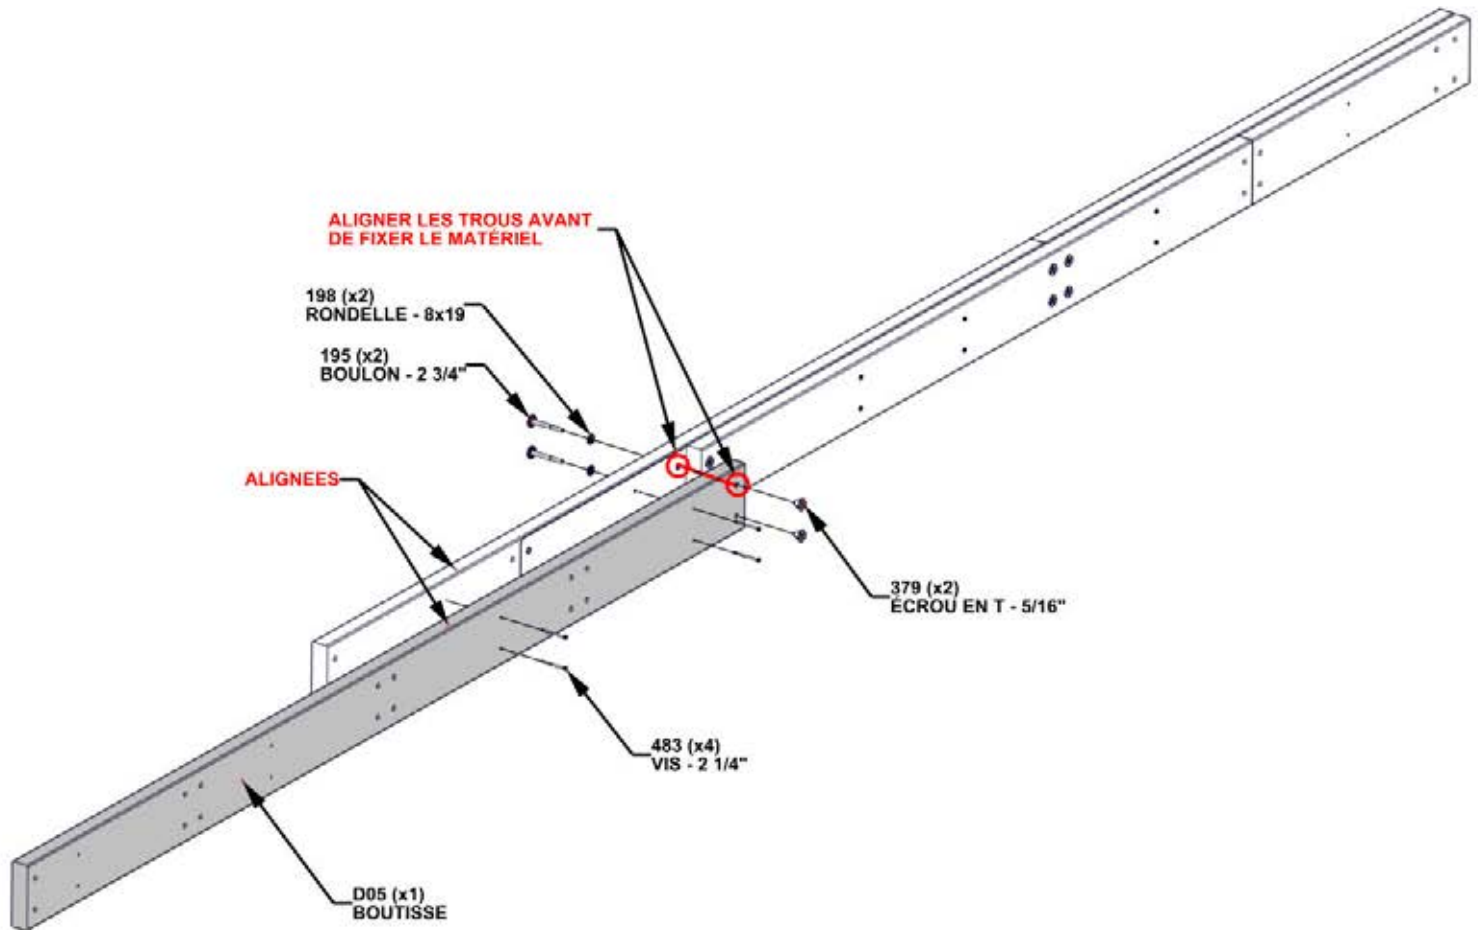 ALIGNER LES TROUS AVANT
DE FIXER LE MATÉRIEL
198 (x2)
RONDELLE - 8x19
195 (x2)
BOULON - 2 3/4"
ALIGNEES
379 (x2)
ÉCROU EN T - 5/16"
483 (x4)
VIS - 2 1/4"
D05 (x1)
BOUTISSE